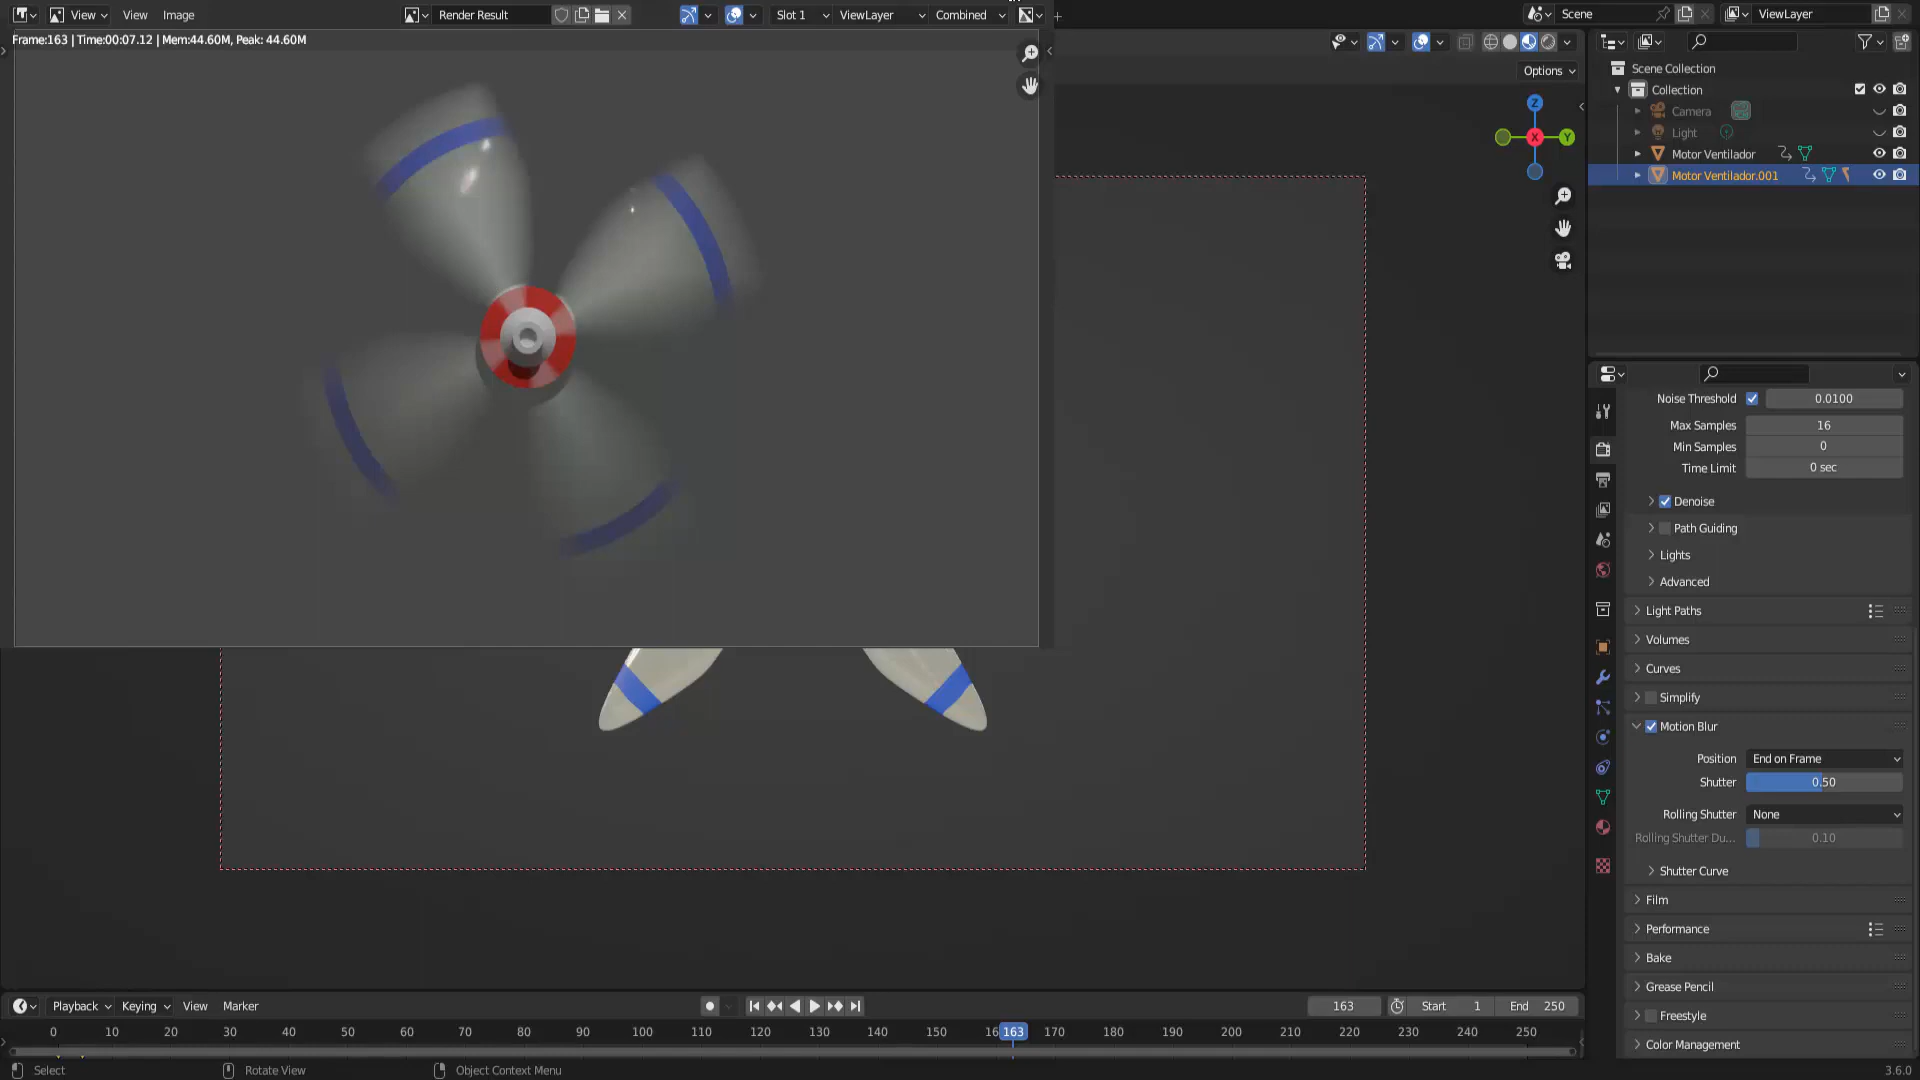 View
View
Image
Render Result
Slot 1
ViewLayer
Combined
Scene
ViewLayer
Frame:163 | Time:00:07.12 | Mem:44.60M, Peak: 44.60M
Options
Z
X
Y
Scene Collection
Collection
Camera
Light
Motor Ventilador
Motor Ventilador.001
Noise Threshold 0.0100
Max Samples 16
Min Samples 0
Time Limit 0 sec
Denoise
Path Guiding
Lights
Advanced
Light Paths
Volumes
Curves
Simplify
Motion Blur
Position End on Frame
Shutter 0.50
Rolling Shutter None
Rolling Shutter Du... 0.10
Shutter Curve
Film
Performance
Bake
Grease Pencil
Freestyle
Color Management
Playback Keying View Marker
163 Start 1 End 250
0 10 20 30 40 50 60 70 80 90 100 110 120 130 140 150 16 163 170 180 190 200 210 220 230 240 250
Select Rotate View Object Context Menu
3.6.0